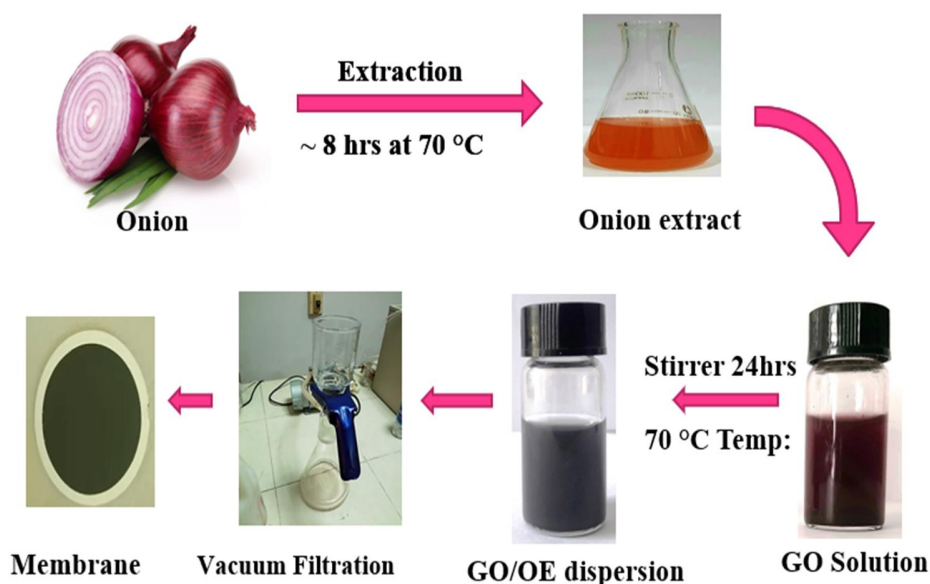 Extraction
~ 8 hrs at 70 °C
Onion
Onion extract
Stirrer 24hrs
70 °C Temp:
Membrane
Vacuum Filtration
GO/OE dispersion
GO Solution